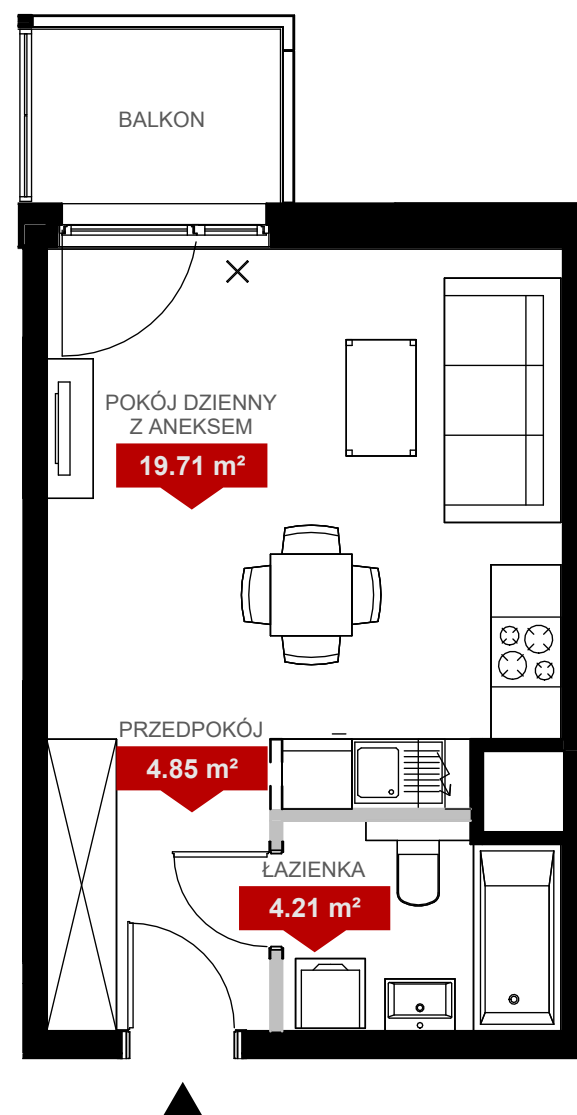 BALKON
POKÓJ DZIENNY
Z ANEKSEM
19.71 m²
PRZEDPOKÓJ
4.85 m²
ŁAZIENKA
4.21 m²